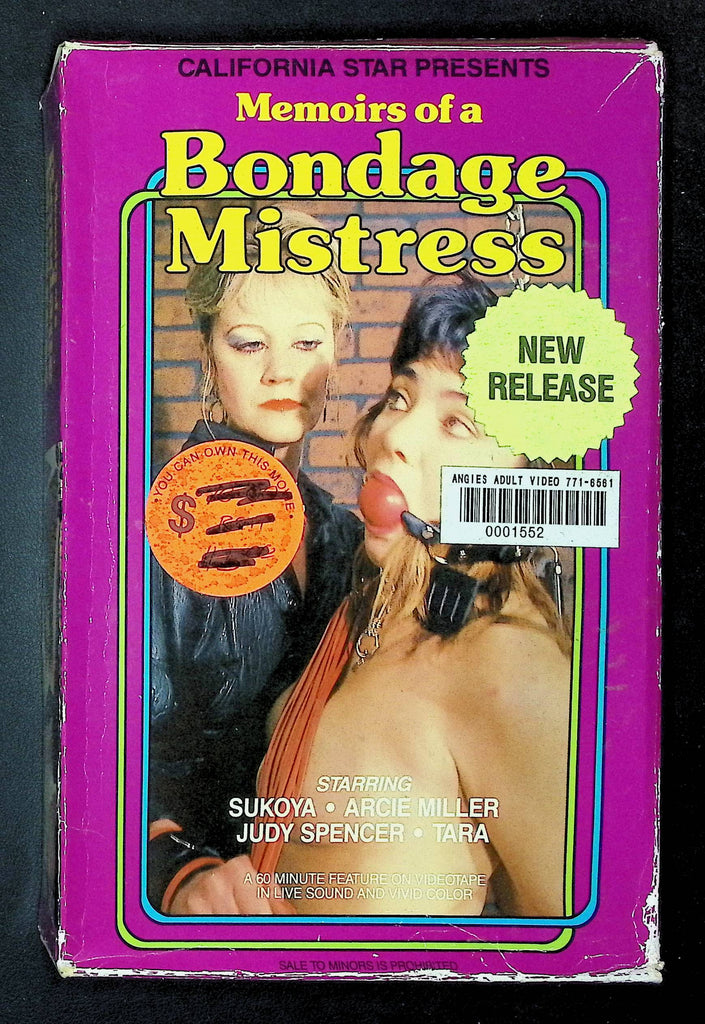 CALIFORNIA STAR PRESENTS
Memoirs of a
Bondage
Mistress
NEW
RELEASE
YOU CAN OWN THIS MOVIE
$
ANGIES ADULT VIDEO 771-6561
0001552
STARRING
SUKOYA • ARCIE MILLER
JUDY SPENCER • TARA
A 60 MINUTE FEATURE ON VIDEOTAPE
IN LIVE SOUND AND VIVID COLOR
SALE TO MINORS IS PROHIBITED